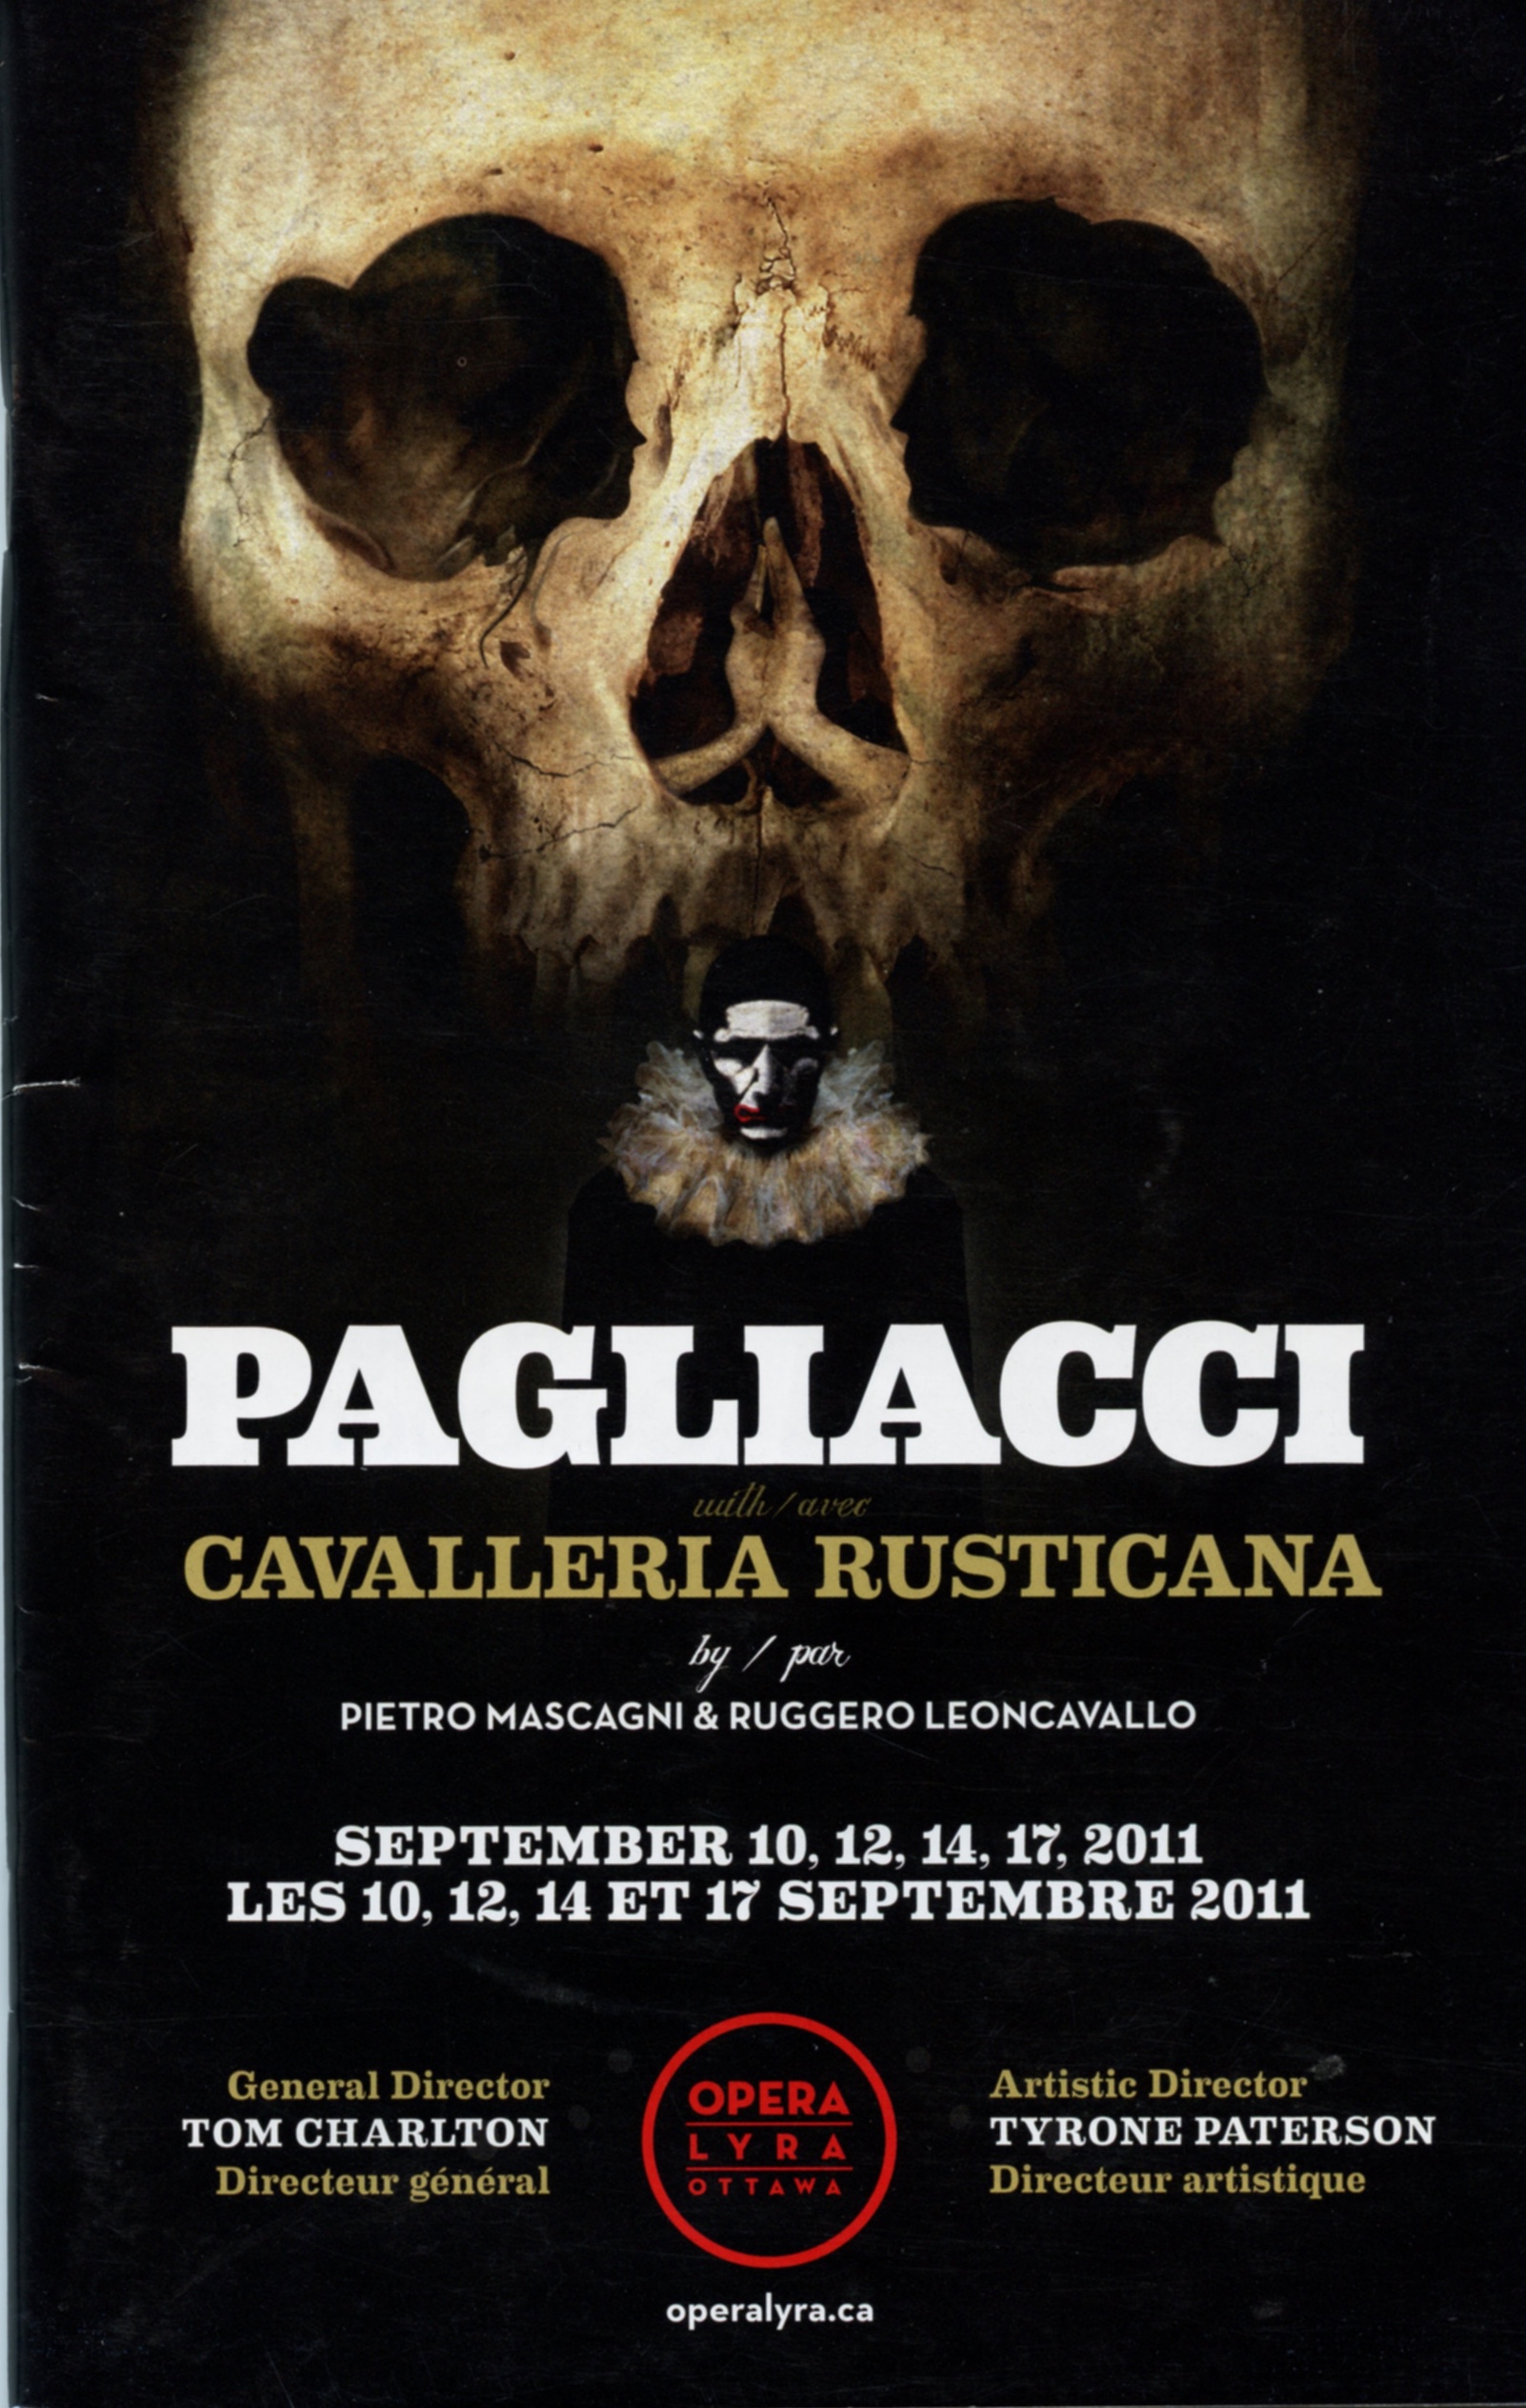 PAGLIACCI
with / avec
CAVALLERIA RUSTICANA
by / par
PIETRO MASCAGNI & RUGGERO LEONCAVALLO
SEPTEMBER 10, 12, 14, 17, 2011
LES 10, 12, 14 ET 17 SEPTEMBRE 2011
General Director
TOM CHARLTON
Directeur général
OPERA
LYRA
OTTAWA
Artistic Director
TYRONE PATERSON
Directeur artistique
operalyra.ca